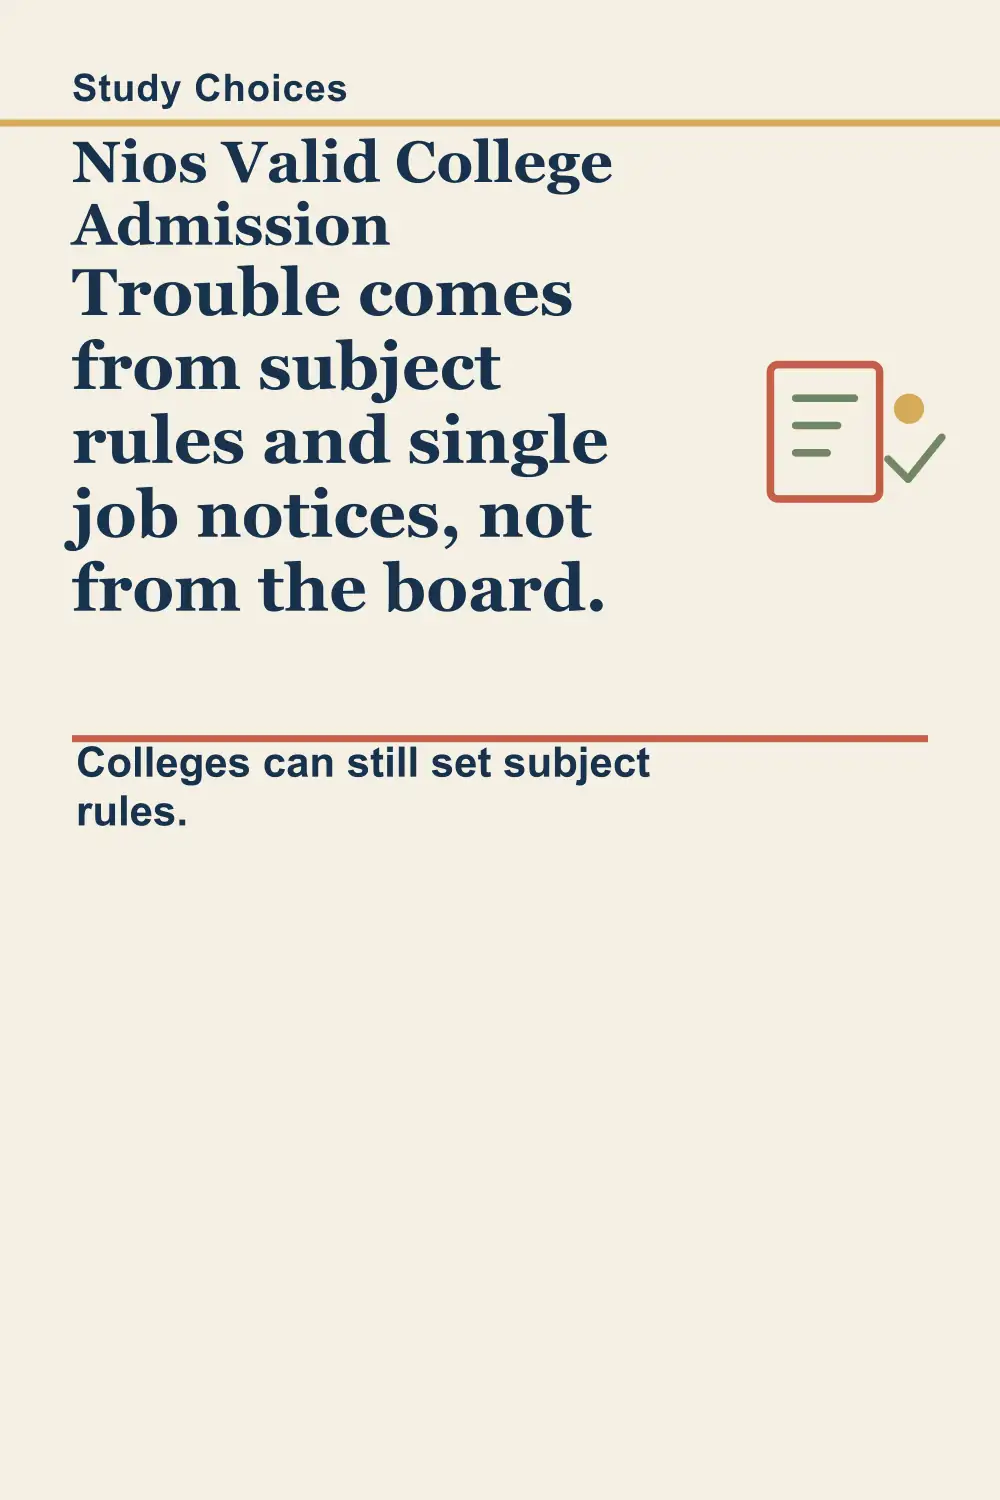 Study Choices
Nios Valid College
Admission
Trouble comes
from subject
rules and single
job notices, not
from the board.
Colleges can still set subject
rules.